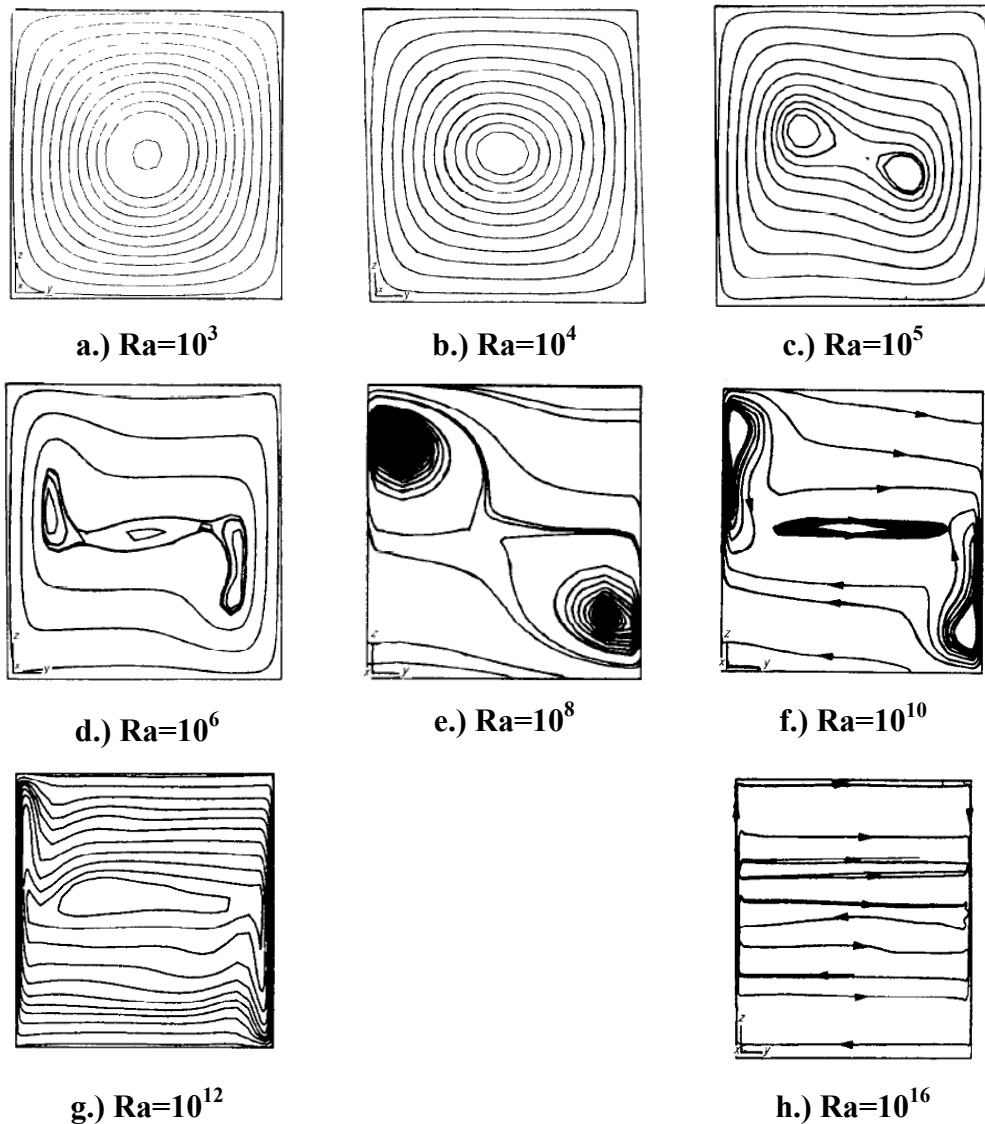 z
x y
z
x y
a.) Ra=10³
b.) Ra=10⁴
c.) Ra=10⁵
z
x y
z
x y
z
x y
d.) Ra=10⁶
e.) Ra=10⁸
f.) Ra=10¹⁰
z
x y
g.) Ra=10¹²
h.) Ra=10¹⁶